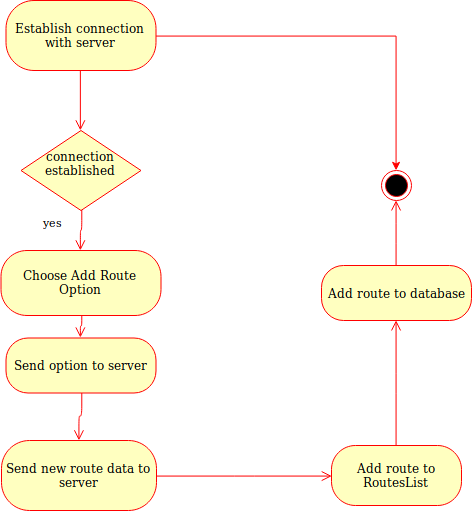 Establish connection
with server
connection
established
yes
Choose Add Route
Option
Send option to server
Send new route data to
server
Add route to
RoutesList
Add route to database